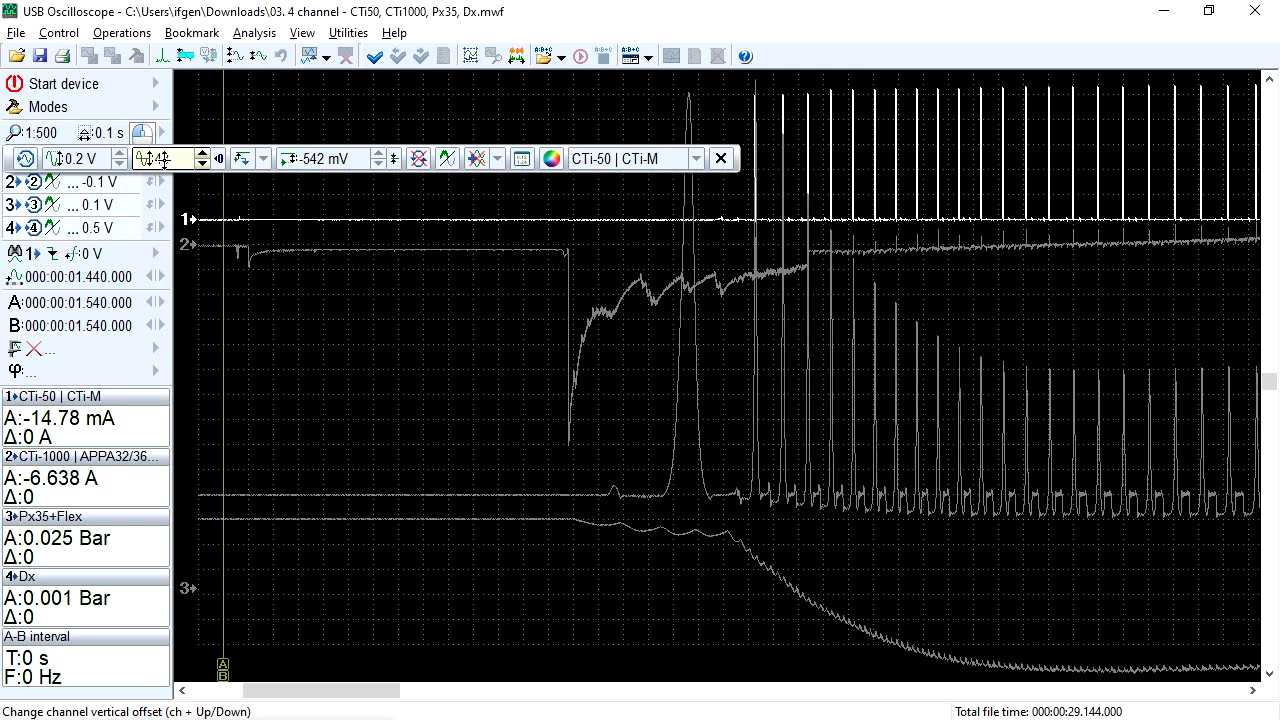 USB Oscilloscope - C:\Users\ifgen\Downloads\03. 4 channel - CTi50, CTi1000, Px35, Dx.mwf
File Control Operations Bookmark Analysis View Utilities Help
Start device
Modes
1:500 0.1 s
0.2 V -542 mV CTi-50 | CTi-M
2 2 ... -0.1 V
3 3 ... 0.1 V
4 4 ... 0.5 V
1 0 V
000:00:01 440.000
A: 000:00:01.540.000
B: 000:00:01.540.000
...
φ: ...
1 CTi-50 | CTi-M
A:-14.78 mA
Δ:0 A
2 CTi-1000 | APPA32/36...
A:-6.638 A
Δ:0
3 Px35+Flex
A:0.025 Bar
Δ:0
4 Dx
A:0.001 Bar
Δ:0
A-B interval
T:0 s
F:0 Hz
1
2
3
A
B
Change channel vertical offset (ch + Up/Down) Total file time: 000:00:29.144.000